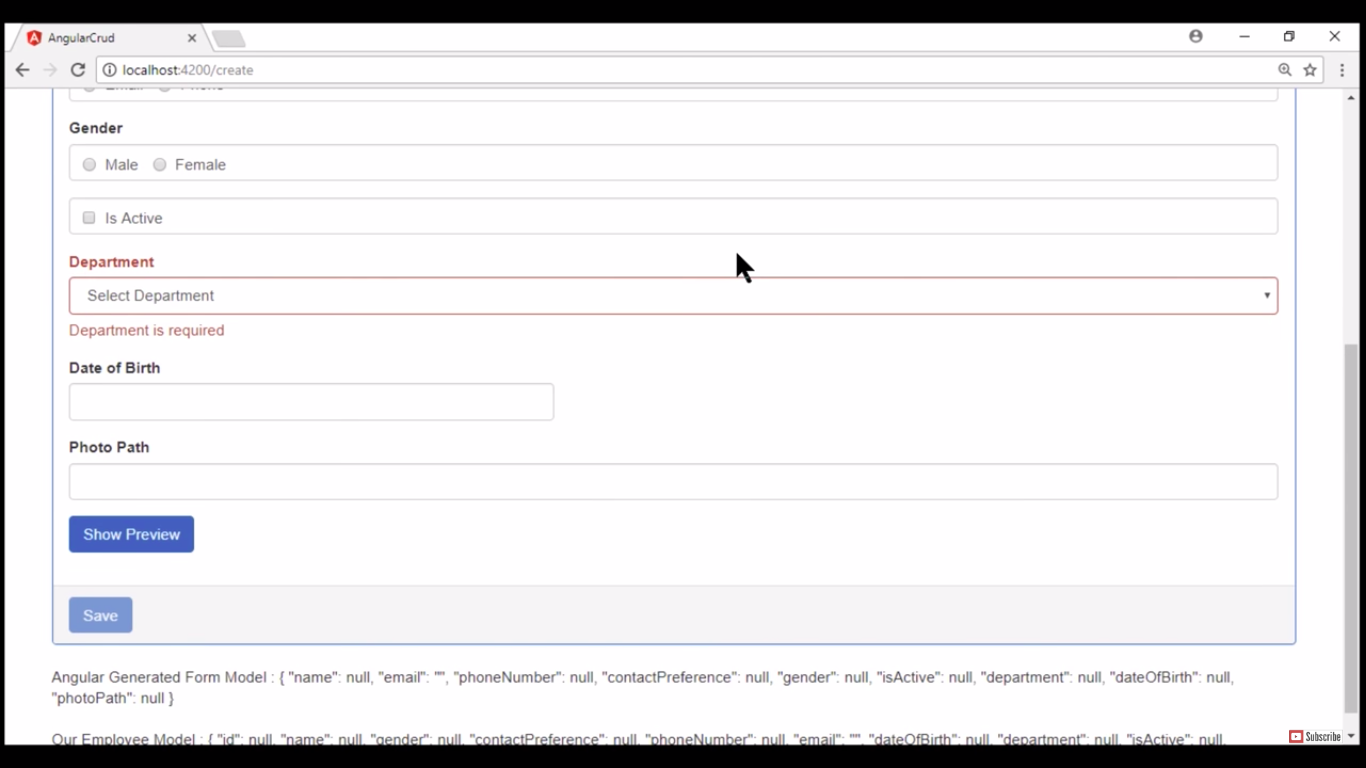 AngularCrud
localhost:4200/create
Email Phone
Gender
Male Female
Is Active
Department
Select Department
Department is required
Date of Birth
Photo Path
Show Preview
Save
Angular Generated Form Model : { "name": null, "email": "", "phoneNumber": null, "contactPreference": null, "gender": null, "isActive": null, "department": null, "dateOfBirth": null,
"photoPath": null }
Our Employee Model : { "id": null, "name": null, "gender": null, "contactPreference": null, "phoneNumber": null, "email": "", "dateOfBirth": null, "department": null, "isActive": null,
Subscribe